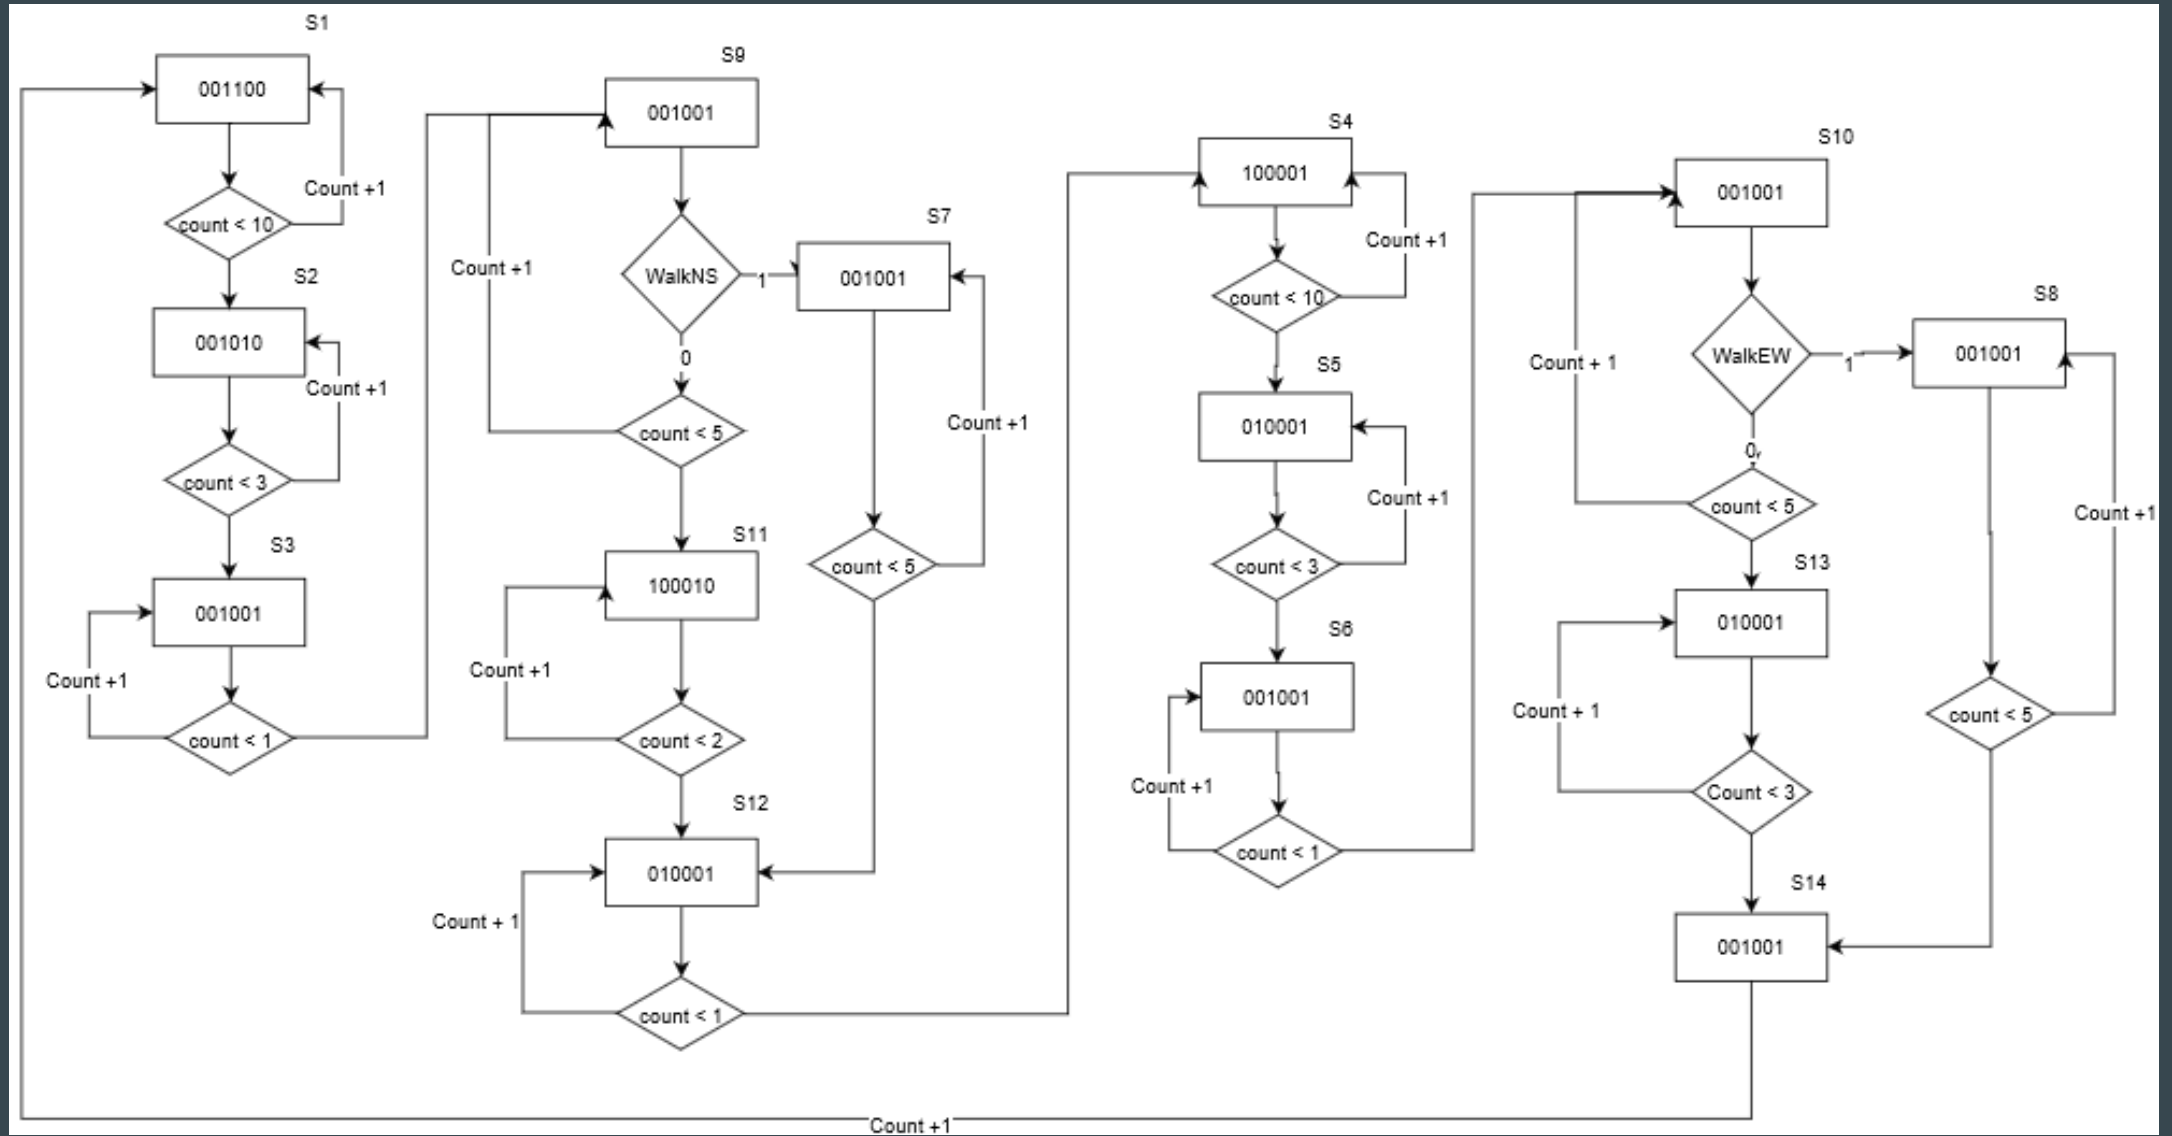 S1
001100
Count +1
count < 10
S2
001010
Count +1
count < 3
S3
001001
Count +1
count < 1
S9
001001
Count +1
WalkNS
1
0
count < 5
S7
001001
Count +1
count < 5
S11
100010
Count +1
count < 2
S12
010001
Count + 1
count < 1
S4
100001
Count +1
count < 10
S5
010001
Count +1
count < 3
S6
001001
Count +1
count < 1
S10
001001
Count + 1
WalkEW
1
0
count < 5
S8
001001
Count +1
count < 5
S13
010001
Count + 1
Count < 3
S14
001001
Count +1